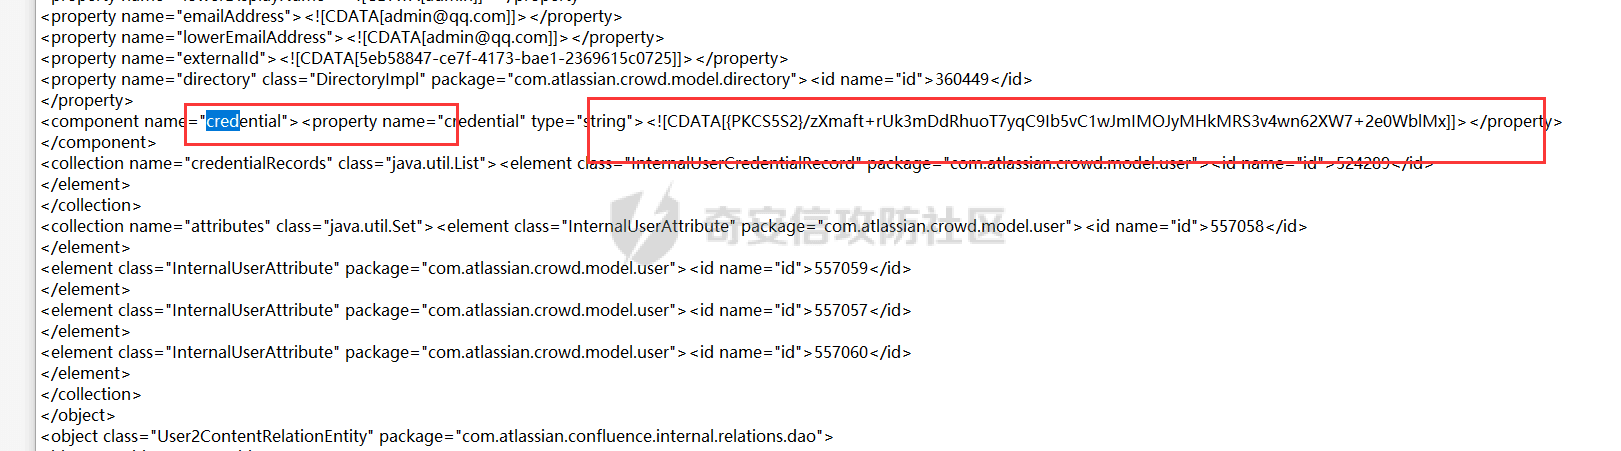 <property name="emailAddress"><![CDATA[admin@qq.com]]></property>
<property name="lowerEmailAddress"><![CDATA[admin@qq.com]]></property>
<property name="externalId"><![CDATA[5eb58847-ce7f-4173-bae1-2369615c0725]]></property>
<property name="directory" class="DirectoryImpl" package="com.atlassian.crowd.model.directory"><id name="id">360449</id>
</property>
<component name="credential"><property name="credential" type="string"><![CDATA[{PKCS5S2}/zXmaft+rUk3mDdRhuoT7yqC9Ib5vC1wJmIMOJyMHkMRS3v4wn62XW7+2e0WblMx]]></property>
</component>
<collection name="credentialRecords" class="java.util.List"><element class="InternalUserCredentialRecord" package="com.atlassian.crowd.model.user"><id name="id">524289</id>
</element>
</collection>
<collection name="attributes" class="java.util.Set"><element class="InternalUserAttribute" package="com.atlassian.crowd.model.user"><id name="id">557058</id>
</element>
<element class="InternalUserAttribute" package="com.atlassian.crowd.model.user"><id name="id">557059</id>
</element>
<element class="InternalUserAttribute" package="com.atlassian.crowd.model.user"><id name="id">557057</id>
</element>
<element class="InternalUserAttribute" package="com.atlassian.crowd.model.user"><id name="id">557060</id>
</element>
</collection>
</object>
<object class="User2ContentRelationEntity" package="com.atlassian.confluence.internal.relations.dao">
奇安信攻防社区